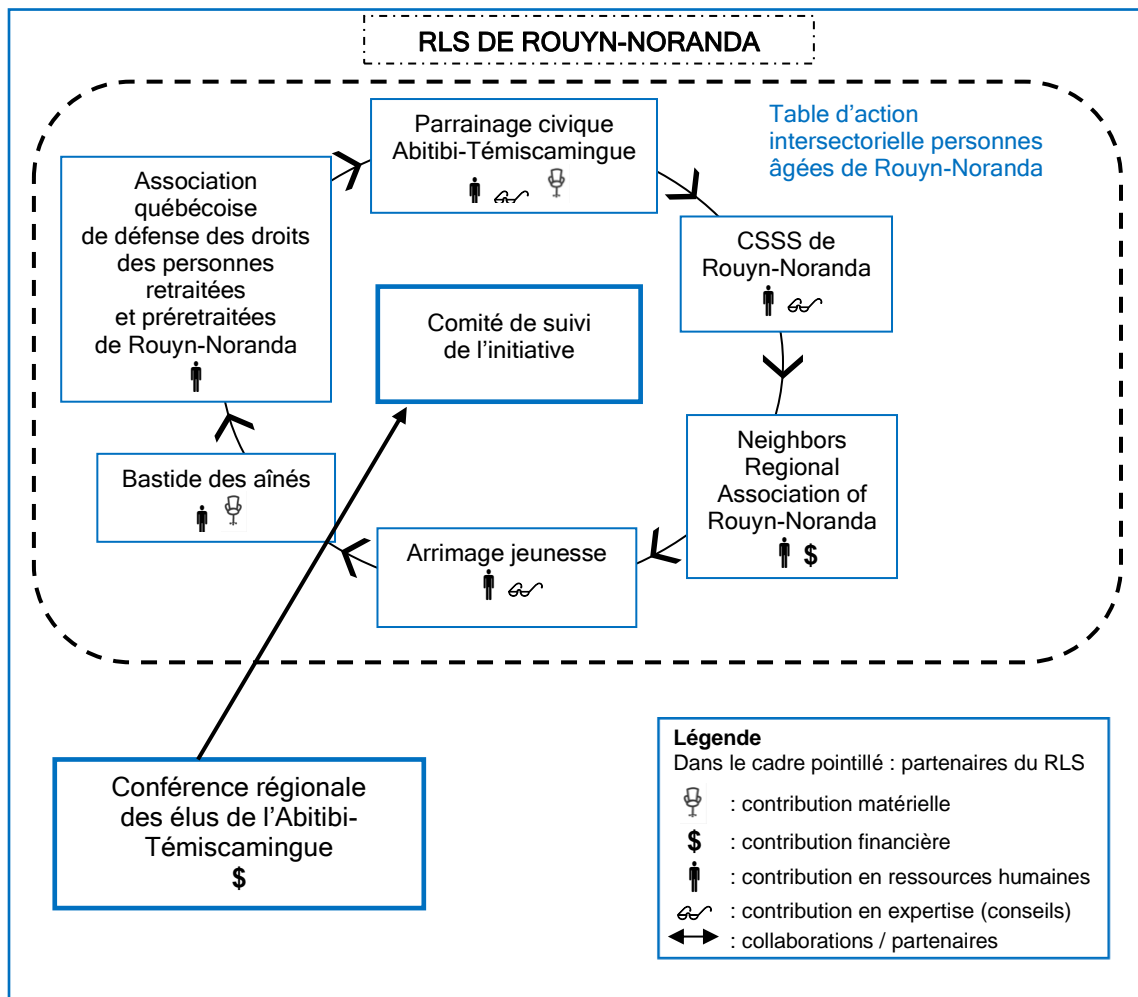 RLS DE ROUYN-NORANDA
Table d'action
intersectorielle personnes
âgées de Rouyn-Noranda
Parrainage civique
Abitibi-Témiscamingue
Association
québécoise
de défense des droits
des personnes
retraitées
et préretraitées
de Rouyn-Noranda
CSSS de
Rouyn-Noranda
Comité de suivi
de l'initiative
Neighbors
Regional
Association of
Rouyn-Noranda
$
Bastide des aînés
Arrimage jeunesse
Conférence régionale
des élus de l'Abitibi-
Témiscamingue
$
Légende
Dans le cadre pointillé : partenaires du RLS
: contribution matérielle
$ : contribution financière
: contribution en ressources humaines
: contribution en expertise (conseils)
: collaborations / partenaires